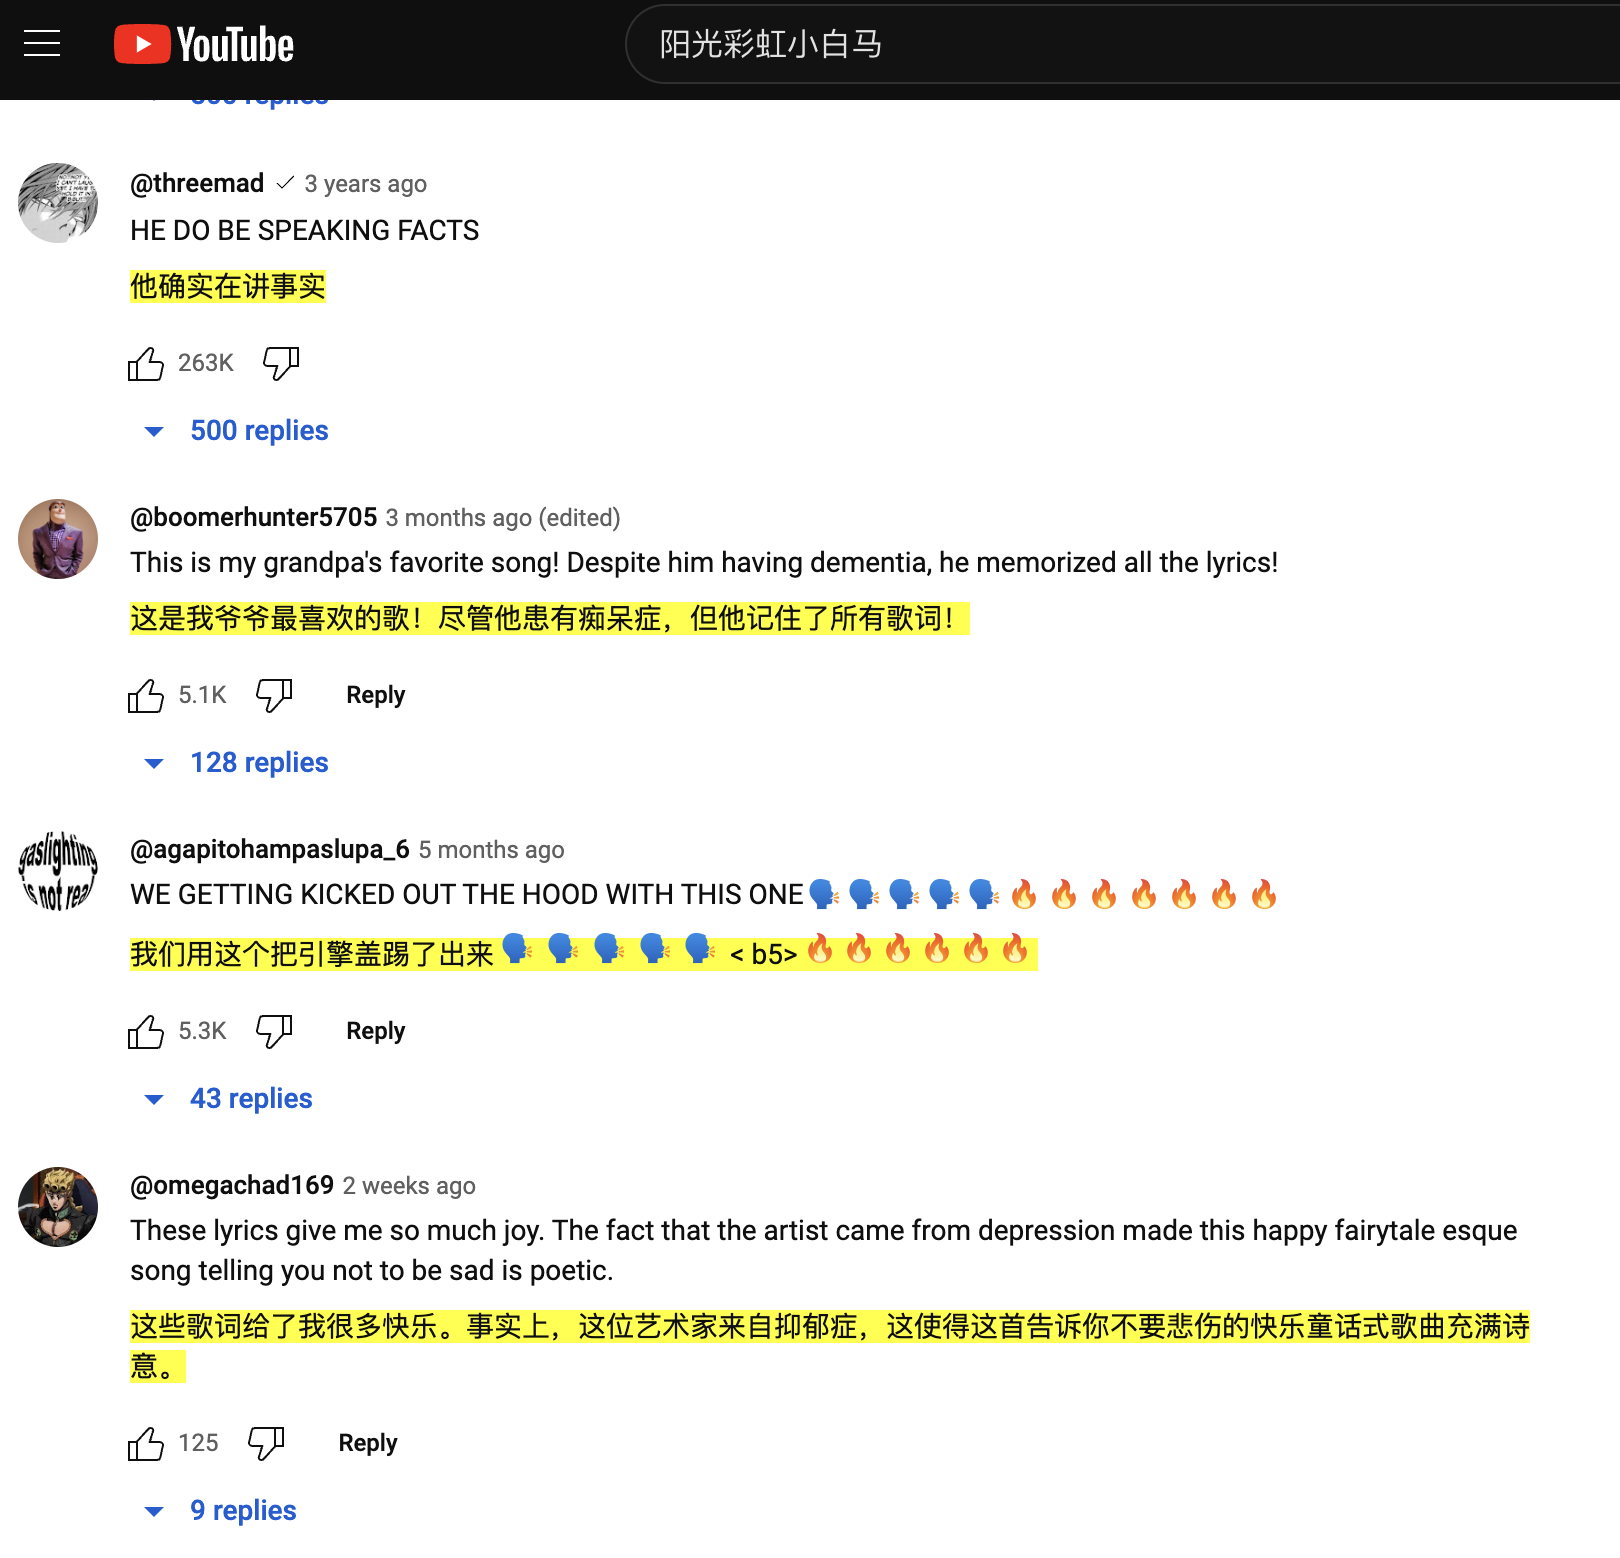 YouTube
阳光彩虹小白马
500 replies
@threemad 3 years ago
HE DO BE SPEAKING FACTS
他确实在讲事实
263K
500 replies
@boomerhunter5705 3 months ago (edited)
This is my grandpa's favorite song! Despite him having dementia, he memorized all the lyrics!
这是我爷爷最喜欢的歌！尽管他患有痴呆症，但他记住了所有歌词！
5.1K Reply
128 replies
gaslighting
is not real
@agapitohampaslupa_6 5 months ago
WE GETTING KICKED OUT THE HOOD WITH THIS ONE🗣️🗣️🗣️🗣️🗣️🔥🔥🔥🔥🔥🔥🔥
我们用这个把引擎盖踢了出来🗣️🗣️🗣️🗣️🗣️ < b5>🔥🔥🔥🔥🔥🔥
5.3K Reply
43 replies
@omegachad169 2 weeks ago
These lyrics give me so much joy. The fact that the artist came from depression made this happy fairytale esque
song telling you not to be sad is poetic.
这些歌词给了我很多快乐。事实上，这位艺术家来自抑郁症，这使得这首告诉你不要悲伤的快乐童话式歌曲充满诗
意。
125 Reply
9 replies